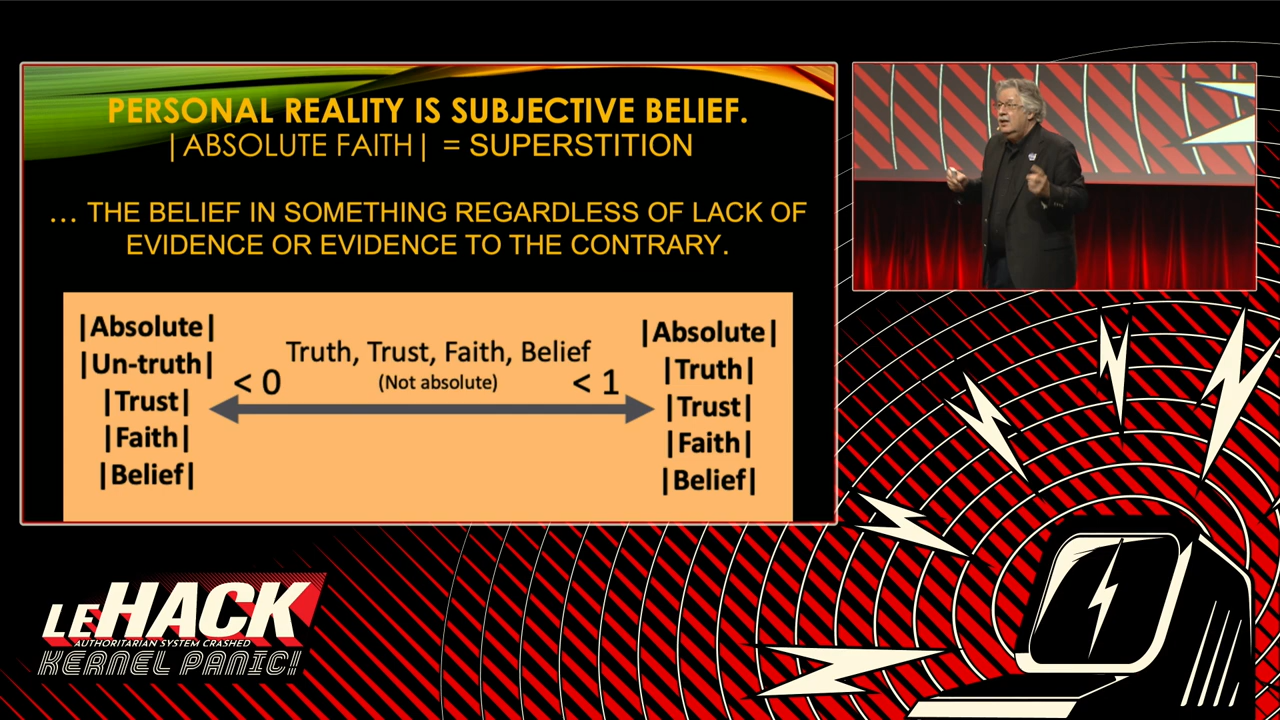 PERSONAL REALITY IS SUBJECTIVE BELIEF.
|ABSOLUTE FAITH| = SUPERSTITION
... THE BELIEF IN SOMETHING REGARDLESS OF LACK OF
EVIDENCE OR EVIDENCE TO THE CONTRARY.
|Absolute|
|Un-truth|
|Trust|
|Faith|
|Belief|
Truth, Trust, Faith, Belief
(Not absolute)
< 0
< 1
|Absolute|
|Truth|
|Trust|
|Faith|
|Belief|
LEHACK
AUTHORITARIAN SYSTEM CRASHED
KERNEL PANIC!